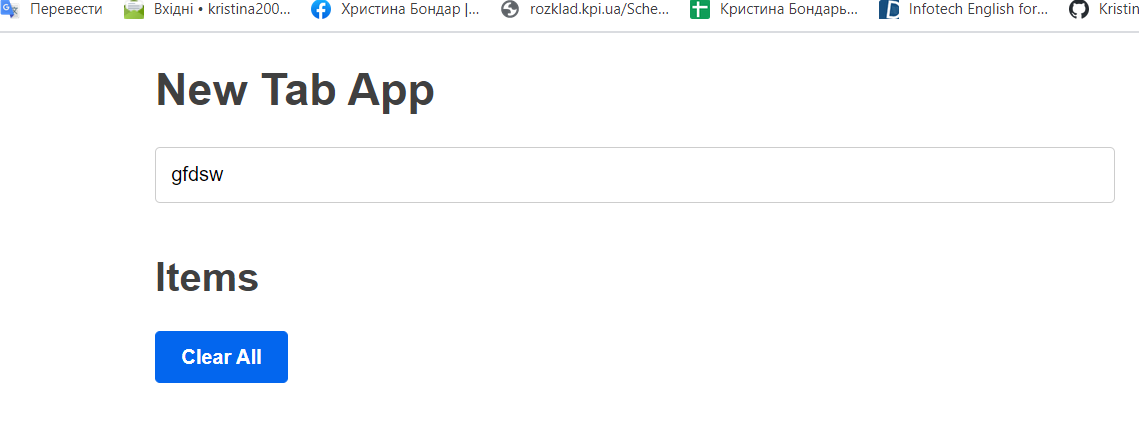 Перевести Вхідні • kristina200... Христина Бондар |... rozklad.kpi.ua/Sche... Кристина Бондарь... Infotech English for... Kristin
New Tab App
gfdsw
Items
Clear All